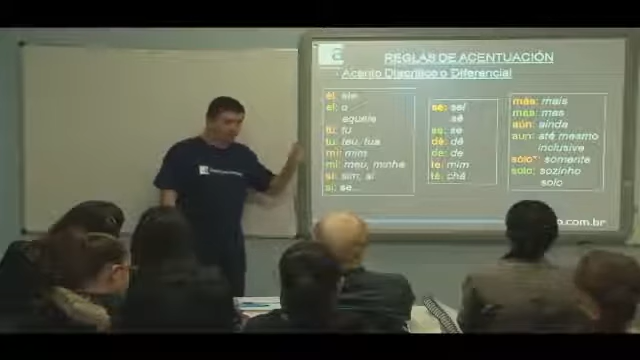 REGLAS DE ACENTUACIÓN
Acento Diacrítico o Diferencial
él: ele
el: o
aquele
tú: tu
tu: teu, tua
mí: mim
mi: meu, minha
sí: sim, si
si: se...
sé: sei
sê
se: se
dé: dê
de: de
te: mim
té: chá
más: mais
mas: mas
aún: ainda
aun: até mesmo
inclusive
sólo*: somente
solo: sozinho
solo
o.com.br